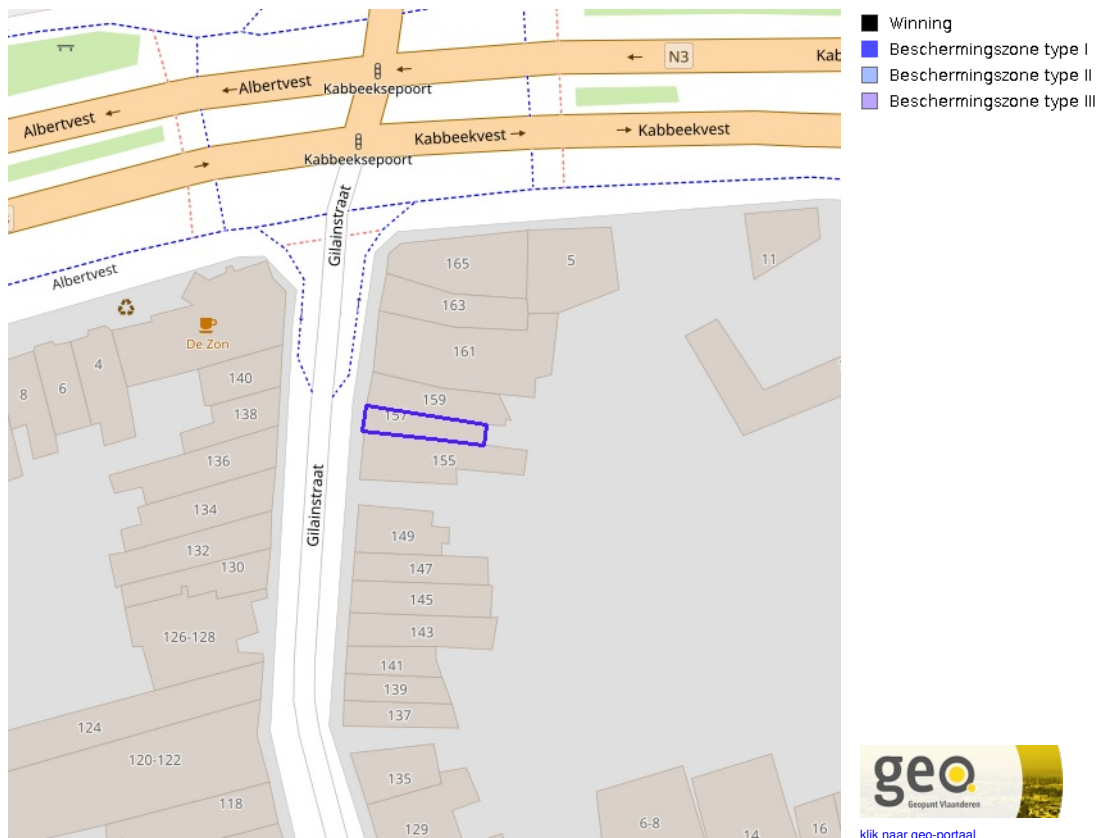 N3
Kab
Albertvest
Kabbeeksepoort
Albertvest
Kabbeekvest
Kabbeekvest
Kabbeeksepoort
Gilainstraat
Albertvest
165
5
11
163
De Zon
161
4
140
6
8
159
138
157
136
155
134
Gilainstraat
149
132
130
147
145
126-128
143
141
139
137
124
120-122
135
118
129
6-8
14
16
Winning
Beschermingszone type I
Beschermingszone type II
Beschermingszone type III
geo
Geopunt Vlaanderen
klik naar geo-portaal